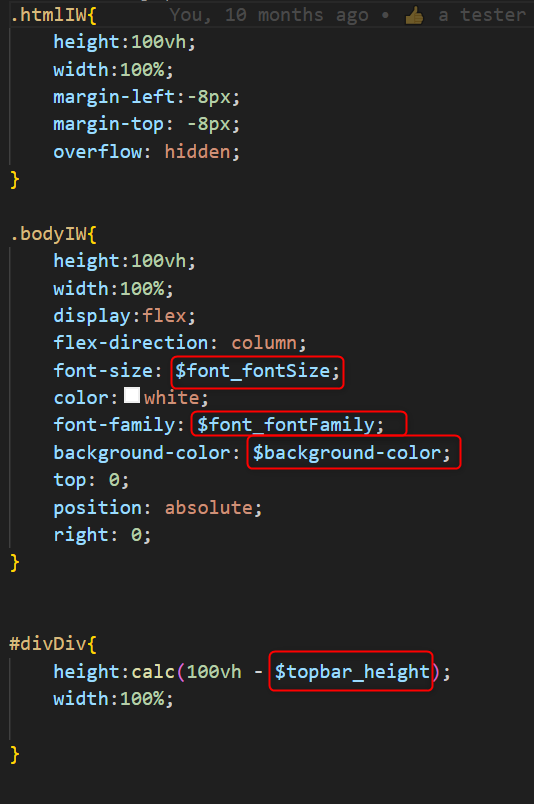 .htmlIW{ You, 10 months ago • 👍 a tester
height:100vh;
width:100%;
margin-left:-8px;
margin-top: -8px;
overflow: hidden;
}
.bodyIW{
height:100vh;
width:100%;
display:flex;
flex-direction: column;
font-size: $font_fontSize;
color:white;
font-family: $font_fontFamily;
background-color: $background-color;
top: 0;
position: absolute;
right: 0;
}
#divDiv{
height:calc(100vh - $topbar_height);
width:100%;
}